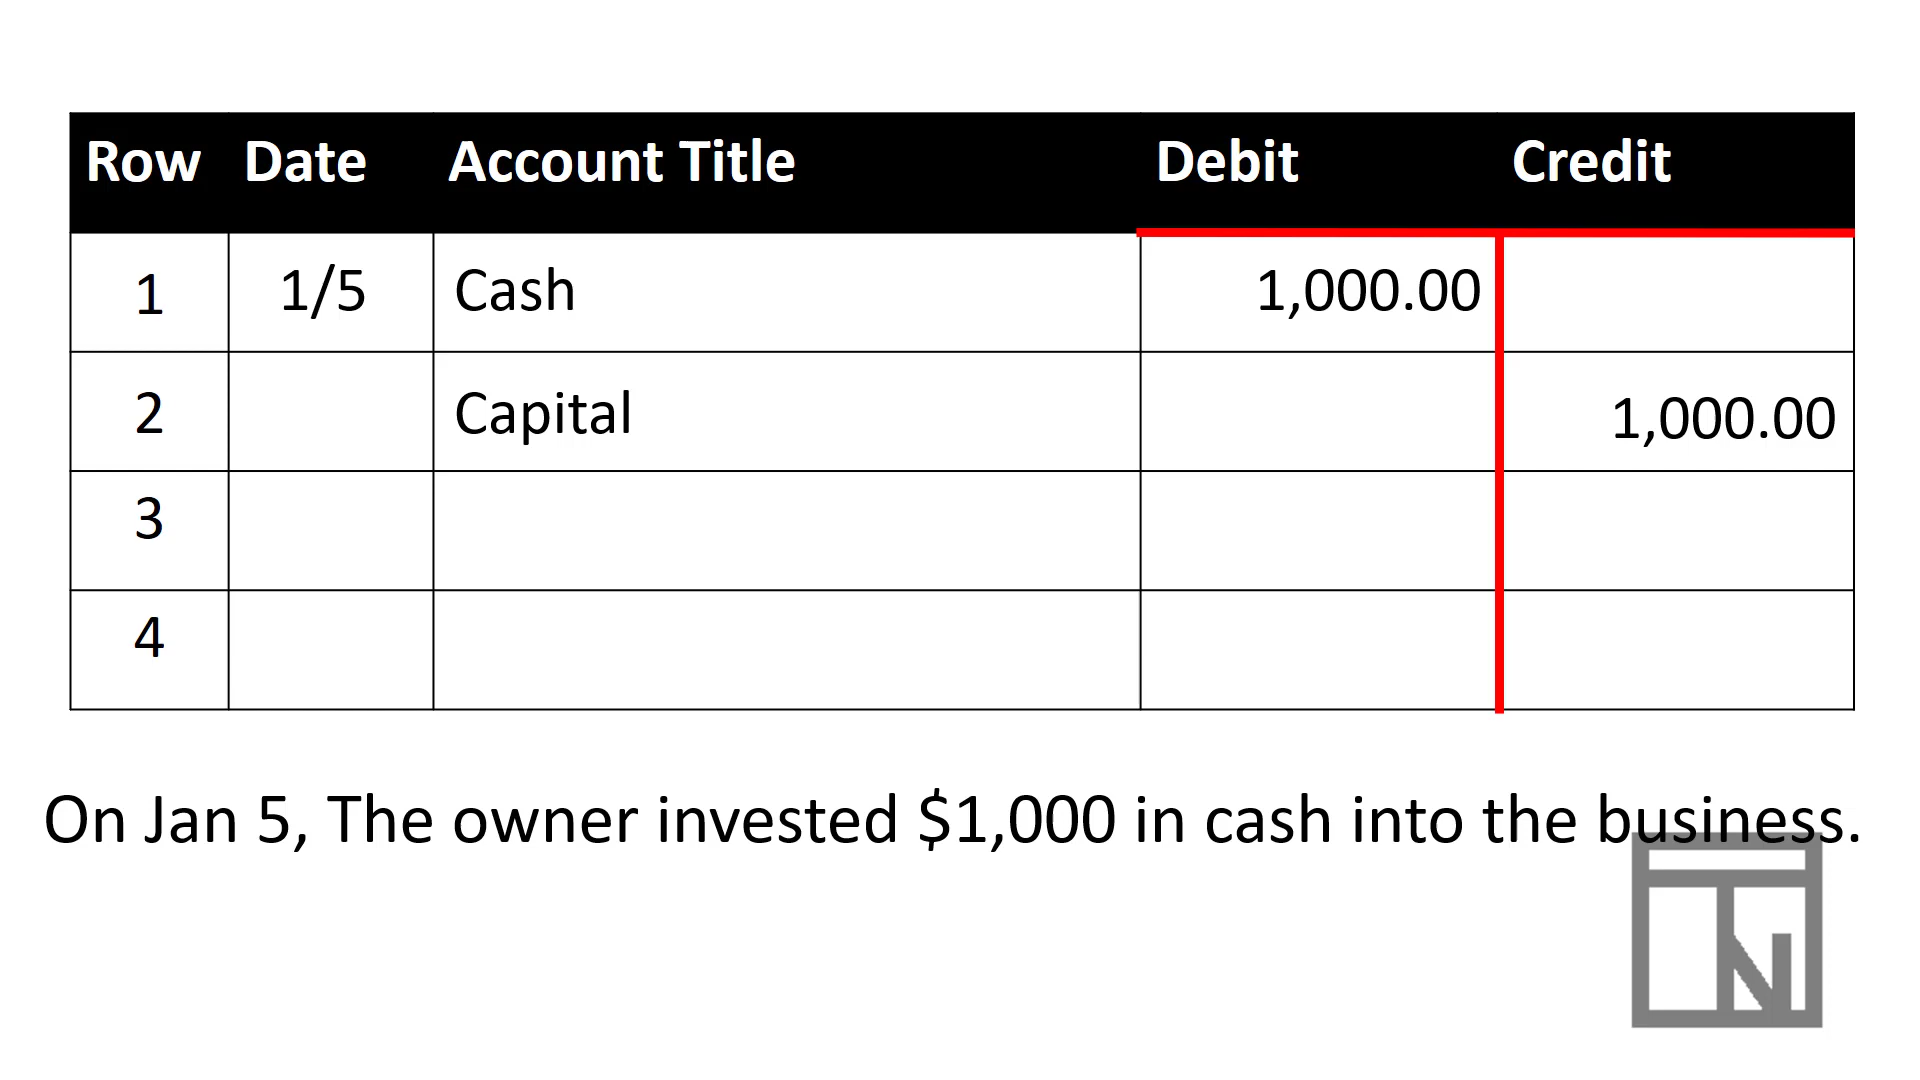 Row Date Account Title Debit Credit
1 1/5 Cash 1,000.00
2 Capital 1,000.00
3
4
On Jan 5, The owner invested $1,000 in cash into the business.
TN